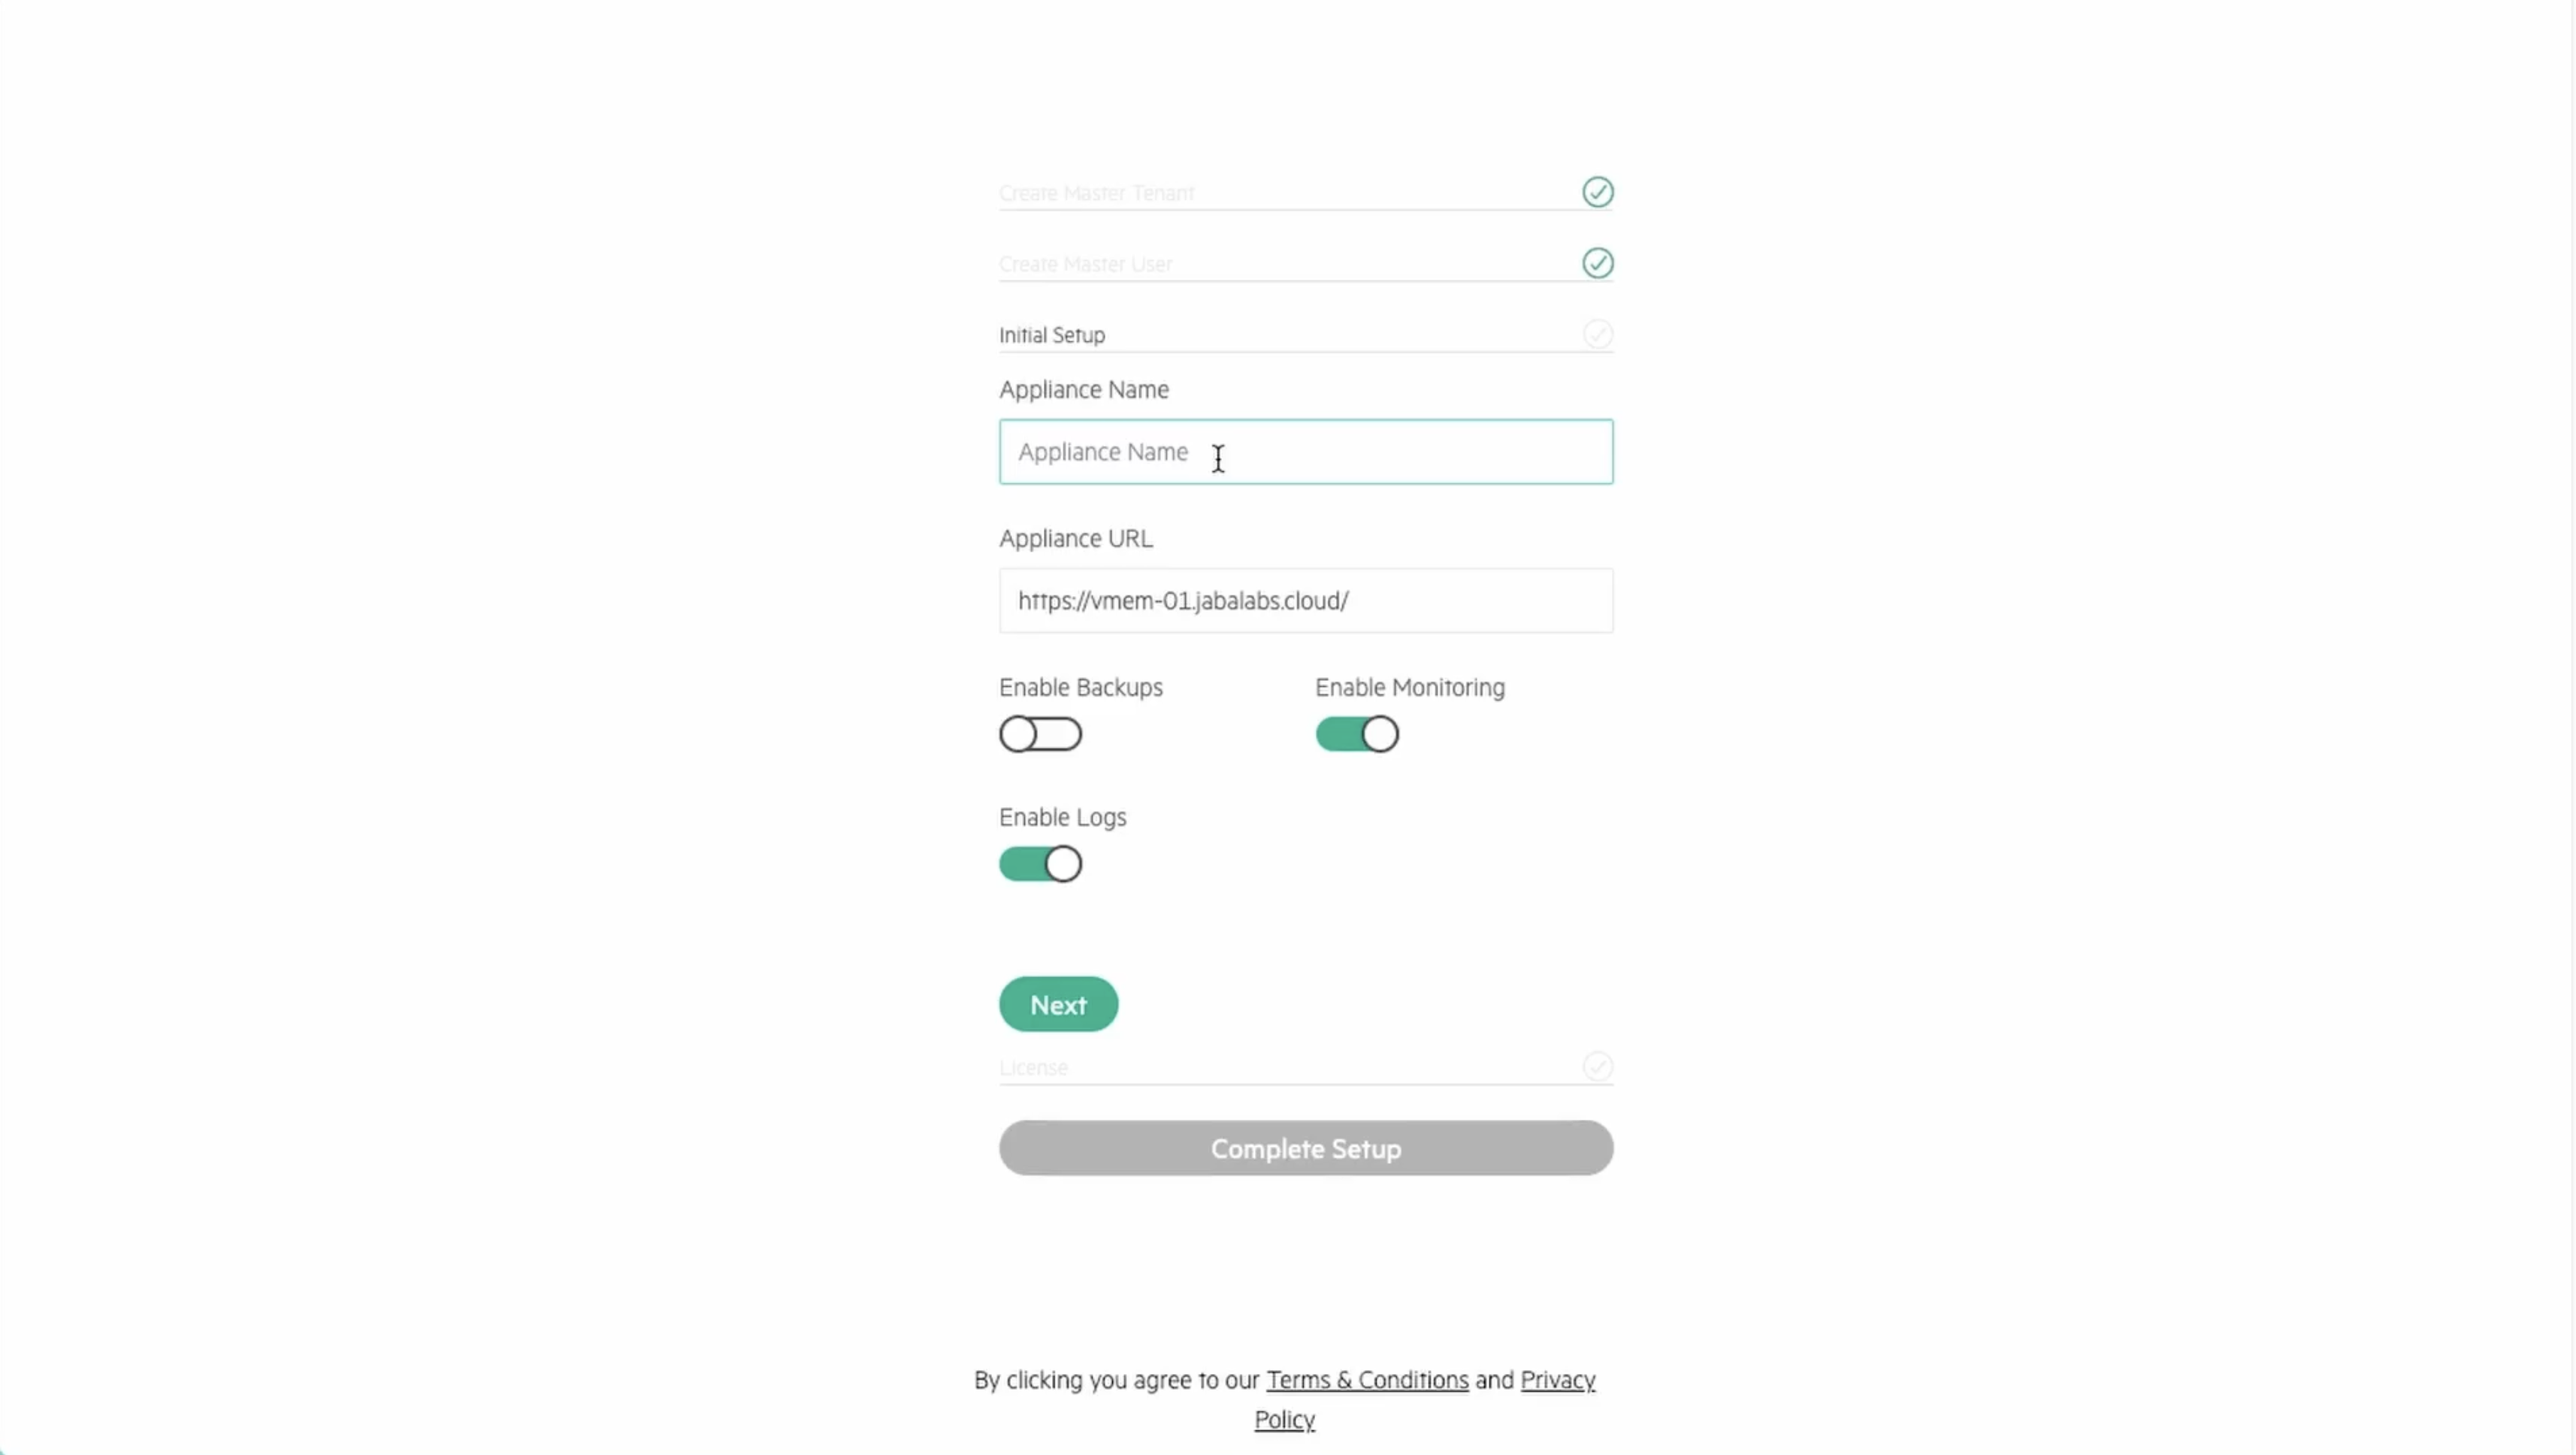 Create Master Tenant
Create Master User
Initial Setup
Appliance Name
Appliance Name
Appliance URL
https://vmem-01.jabalabs.cloud/
Enable Backups
Enable Monitoring
Enable Logs
Next
License
Complete Setup
By clicking you agree to our Terms & Conditions and Privacy
Policy